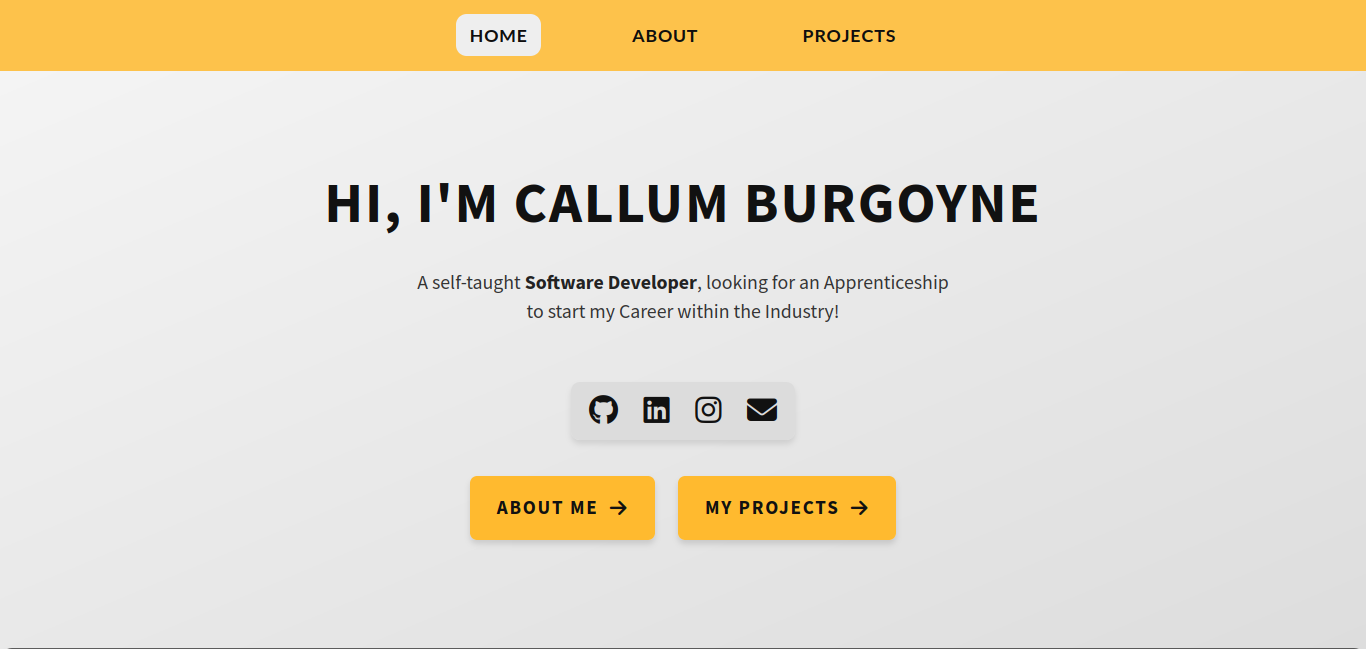 HOME ABOUT PROJECTS
HI, I'M CALLUM BURGOYNE
A self-taught Software Developer, looking for an Apprenticeship
to start my Career within the Industry!
in
ABOUT ME → MY PROJECTS →